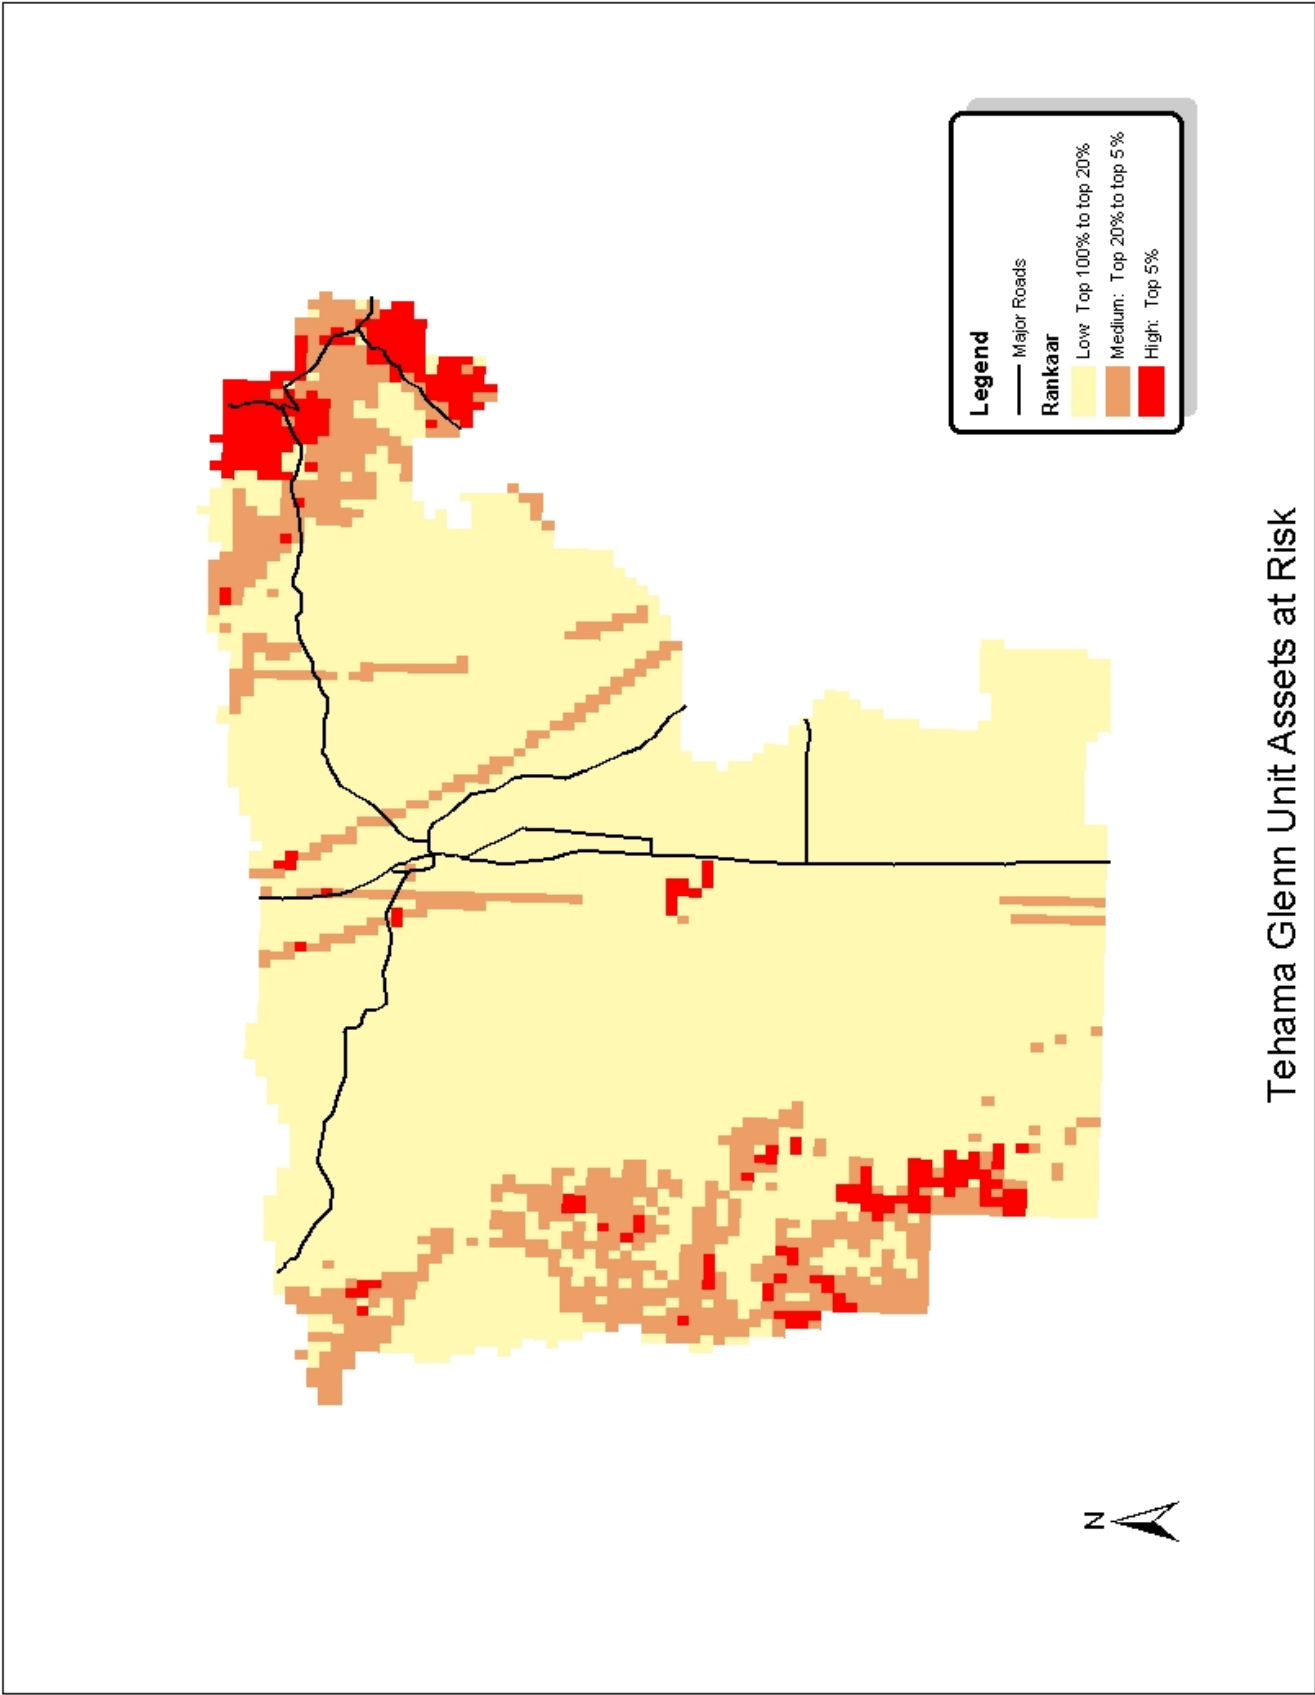 Legend
Major Roads
Rankaar
Low Top 100% to top 20%
Medium: Top 20% to top 5%
High: Top 5%
N
Tehama Glenn Unit Assets at Risk